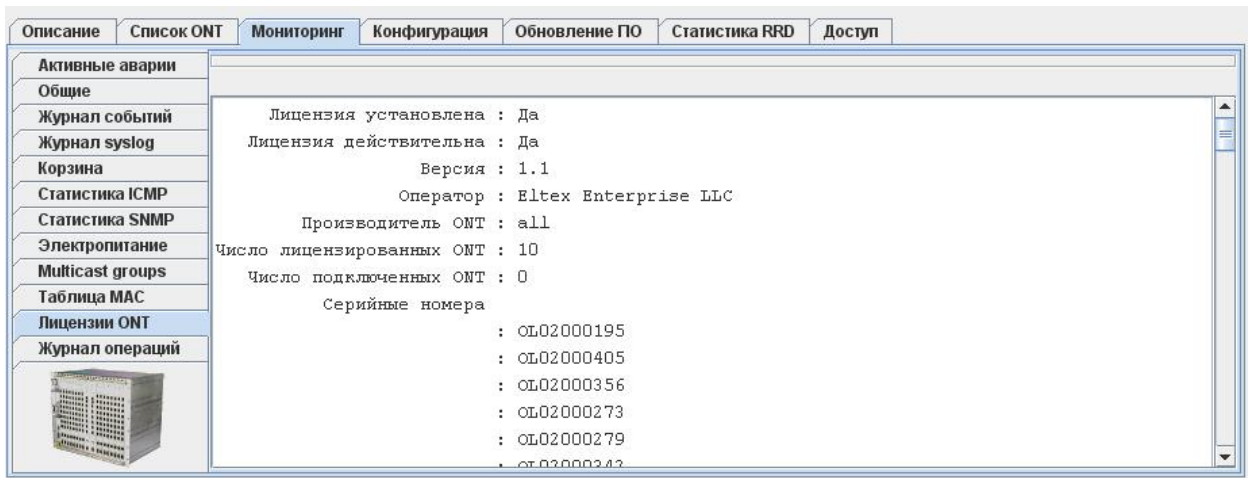 Описание Список ONT Мониторинг Конфигурация Обновление ПО Статистика RRD Доступ
Активные аварии
Общие
Журнал событий
Журнал syslog
Корзина
Статистика ICMP
Статистика SNMP
Электропитание
Multicast groups
Таблица MAC
Лицензии ONT
Журнал операций
Лицензия установлена : Да
Лицензия действительна : Да
Версия : 1.1
Оператор : Eltex Enterprise LLC
Производитель ONT : all
Число лицензированных ONT : 10
Число подключенных ONT : 0
Серийные номера
: OL02000195
: OL02000405
: OL02000356
: OL02000273
: OL02000279